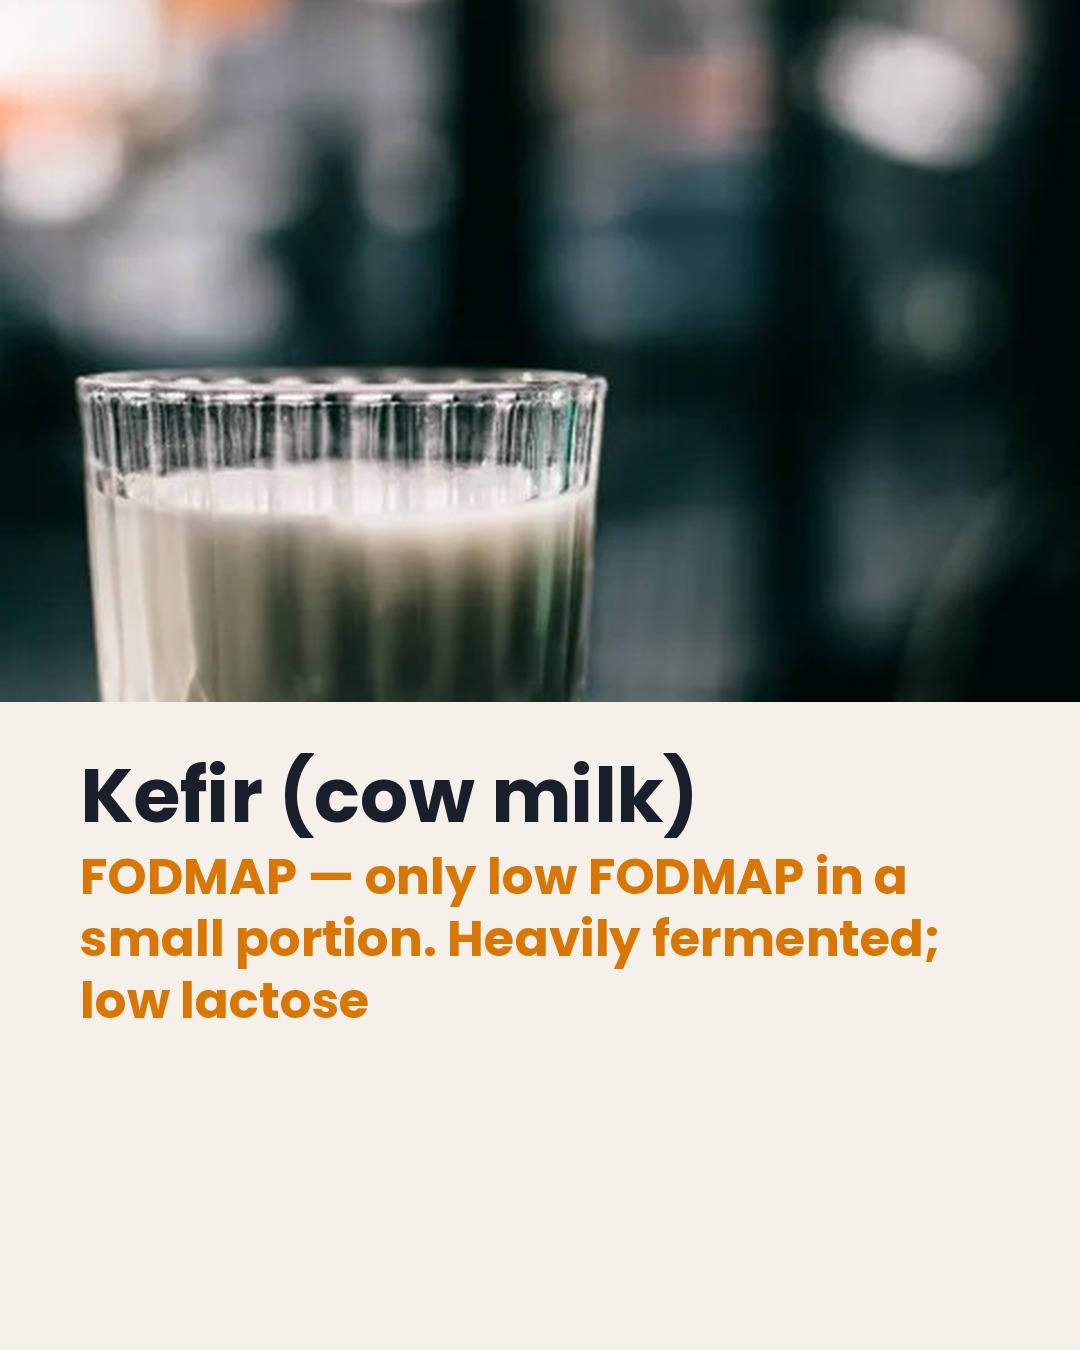 Kefir (cow milk)
FODMAP — only low FODMAP in a
small portion. Heavily fermented;
low lactose